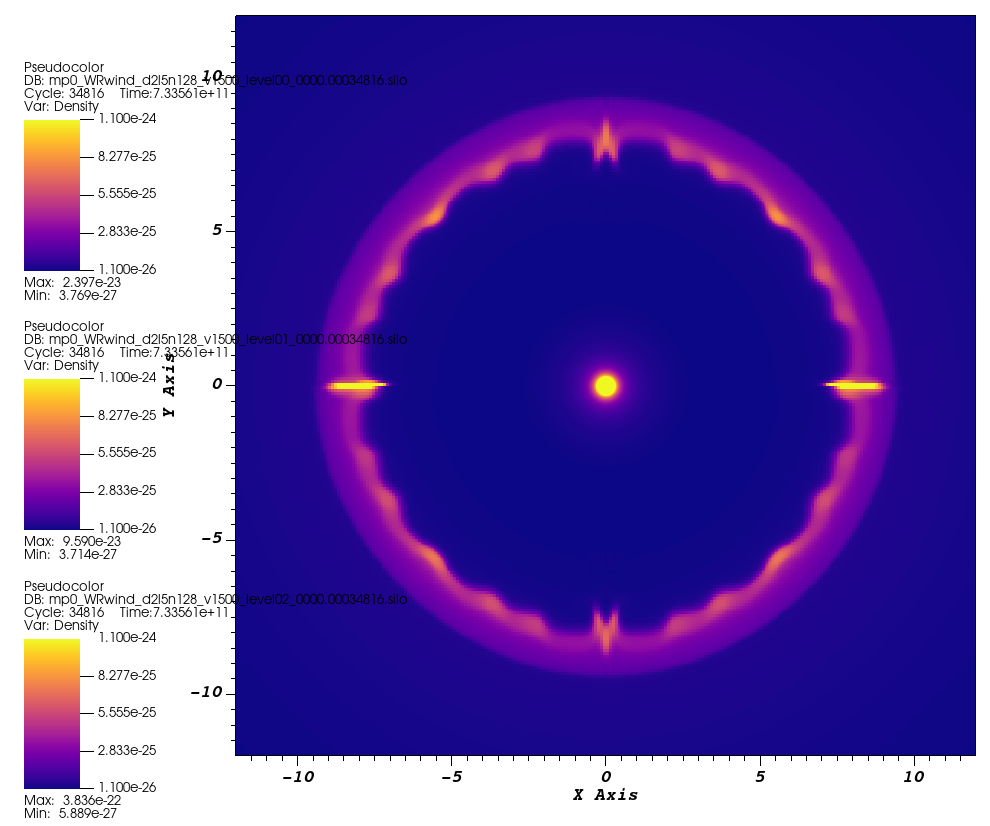 Pseudocolor
DB: mp0_WRwind_d2l5n128_v1500_level00_0000.00034816.silo
Cycle: 34816 Time:7.33561e+11
Var: Density
1.100e-24
8.277e-25
5.555e-25
2.833e-25
1.100e-26
Max: 2.397e-23
Min: 3.769e-27
Pseudocolor
DB: mp0_WRwind_d2l5n128_v1500_level01_0000.00034816.silo
Cycle: 34816 Time:7.33561e+11
Var: Density
1.100e-24
8.277e-25
5.555e-25
2.833e-25
1.100e-26
Max: 9.590e-23
Min: 3.714e-27
Pseudocolor
DB: mp0_WRwind_d2l5n128_v1500_level02_0000.00034816.silo
Cycle: 34816 Time:7.33561e+11
Var: Density
1.100e-24
8.277e-25
5.555e-25
2.833e-25
1.100e-26
Max: 3.836e-22
Min: 5.889e-27
Y Axis
10
5
0
-5
-10
-10 -5 0 5 10
X Axis